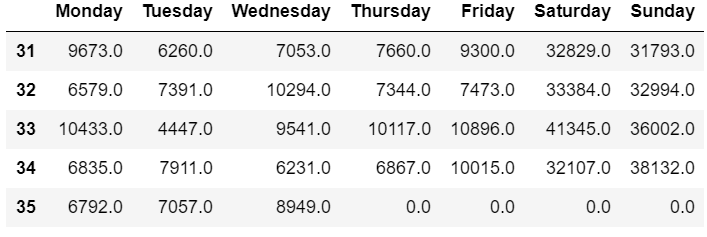 Monday Tuesday Wednesday Thursday Friday Saturday Sunday
31 9673.0 6260.0 7053.0 7660.0 9300.0 32829.0 31793.0
32 6579.0 7391.0 10294.0 7344.0 7473.0 33384.0 32994.0
33 10433.0 4447.0 9541.0 10117.0 10896.0 41345.0 36002.0
34 6835.0 7911.0 6231.0 6867.0 10015.0 32107.0 38132.0
35 6792.0 7057.0 8949.0 0.0 0.0 0.0 0.0